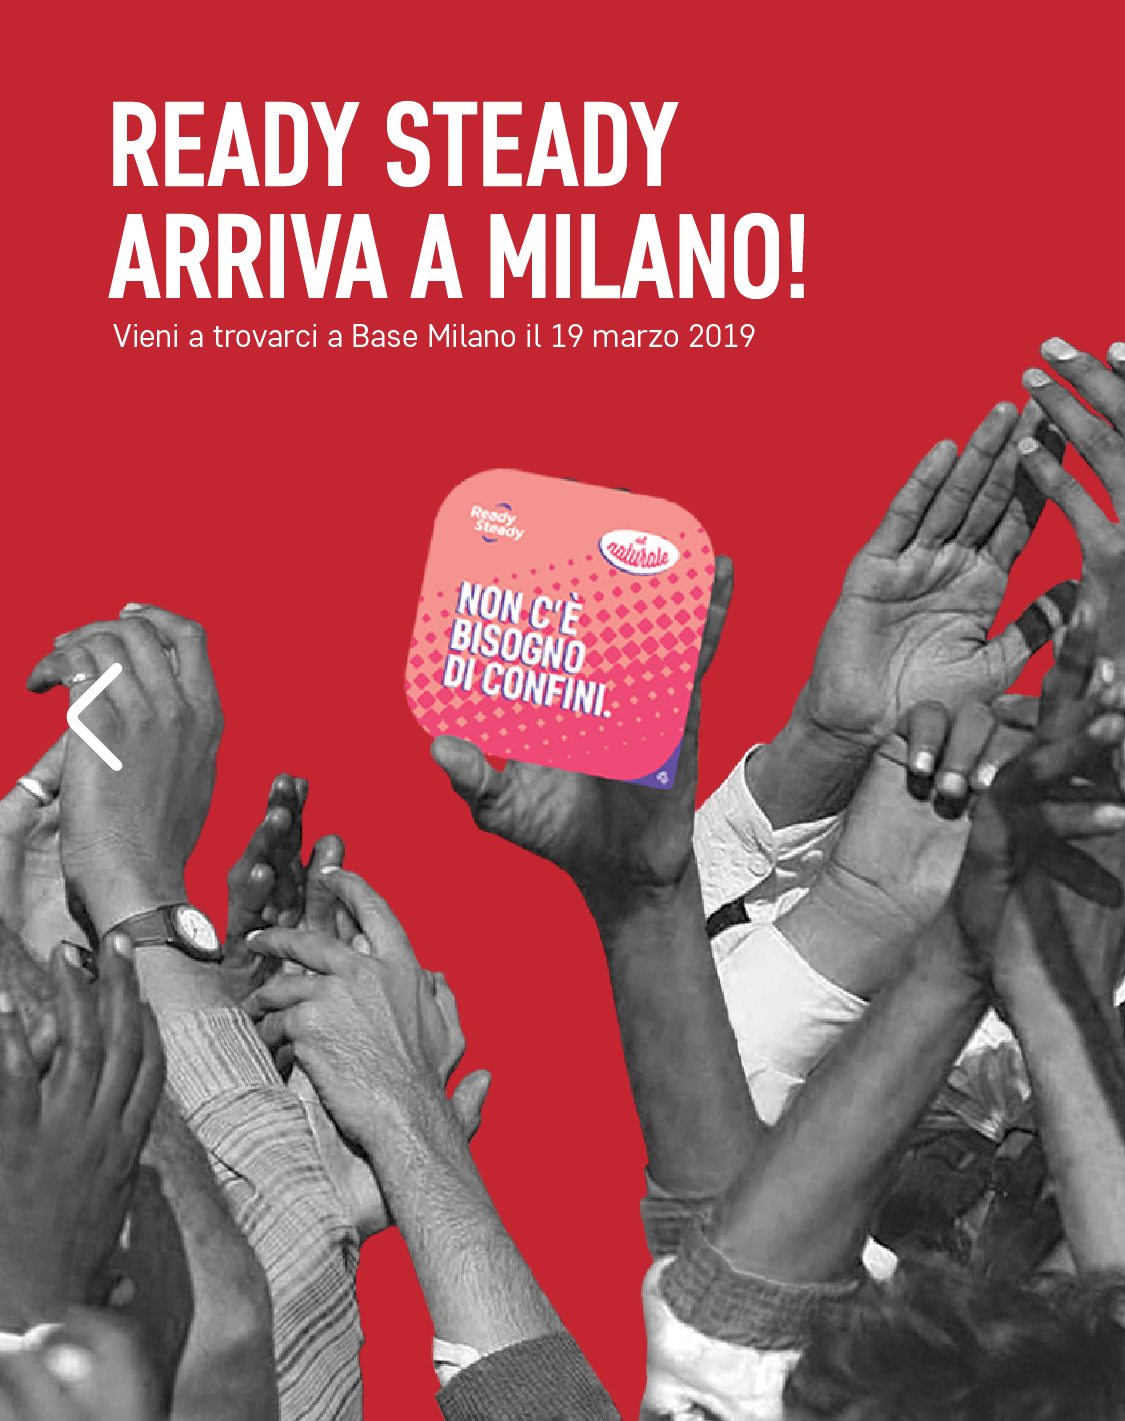 READY STEADY
ARRIVA A MILANO!
Vieni a trovarci a Base Milano il 19 marzo 2019
Ready
Steady
al
naturale
NON C'È
BISOGNO
DI CONFINI.